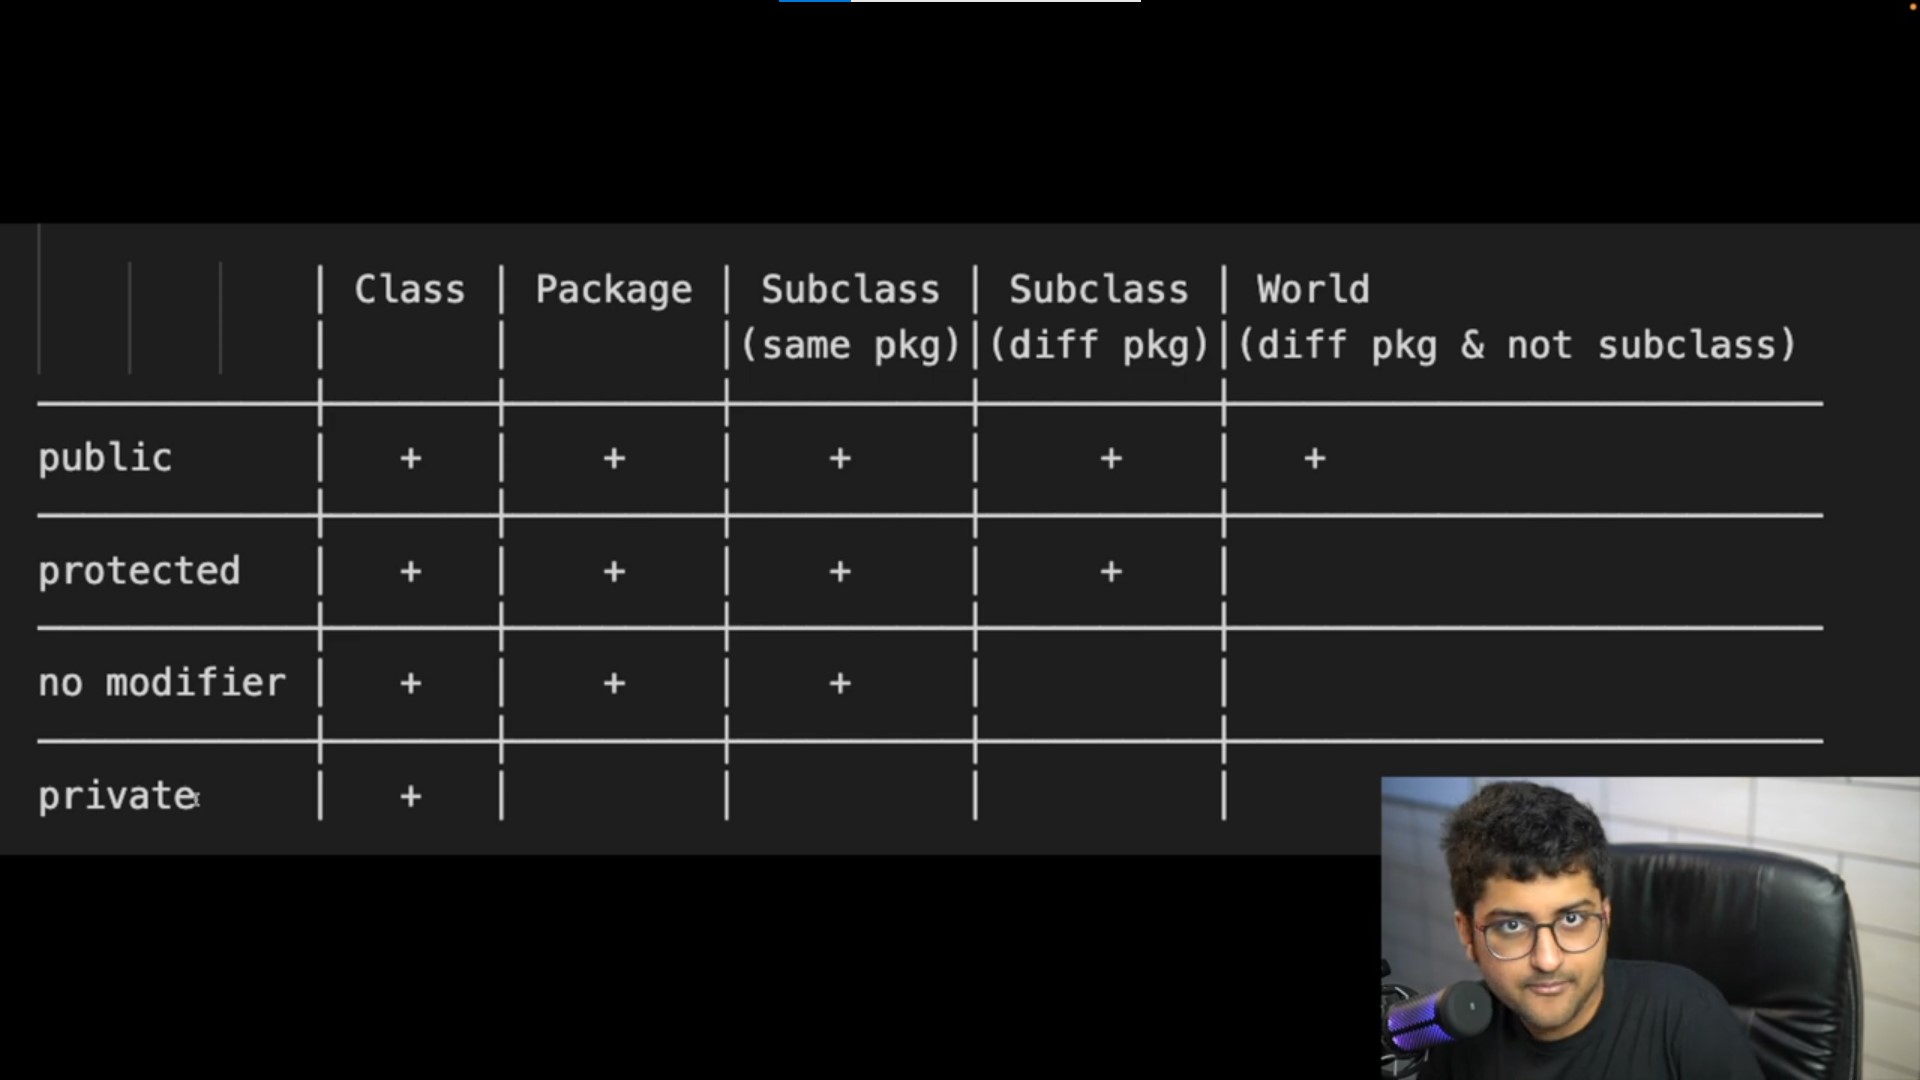 | Class | Package | Subclass | Subclass | World
| | |(same pkg)|(diff pkg)|(diff pkg & not subclass)
public | + | + | + | + | +
protected | + | + | + | + |
no modifier | + | + | + | |
private | + | | | |